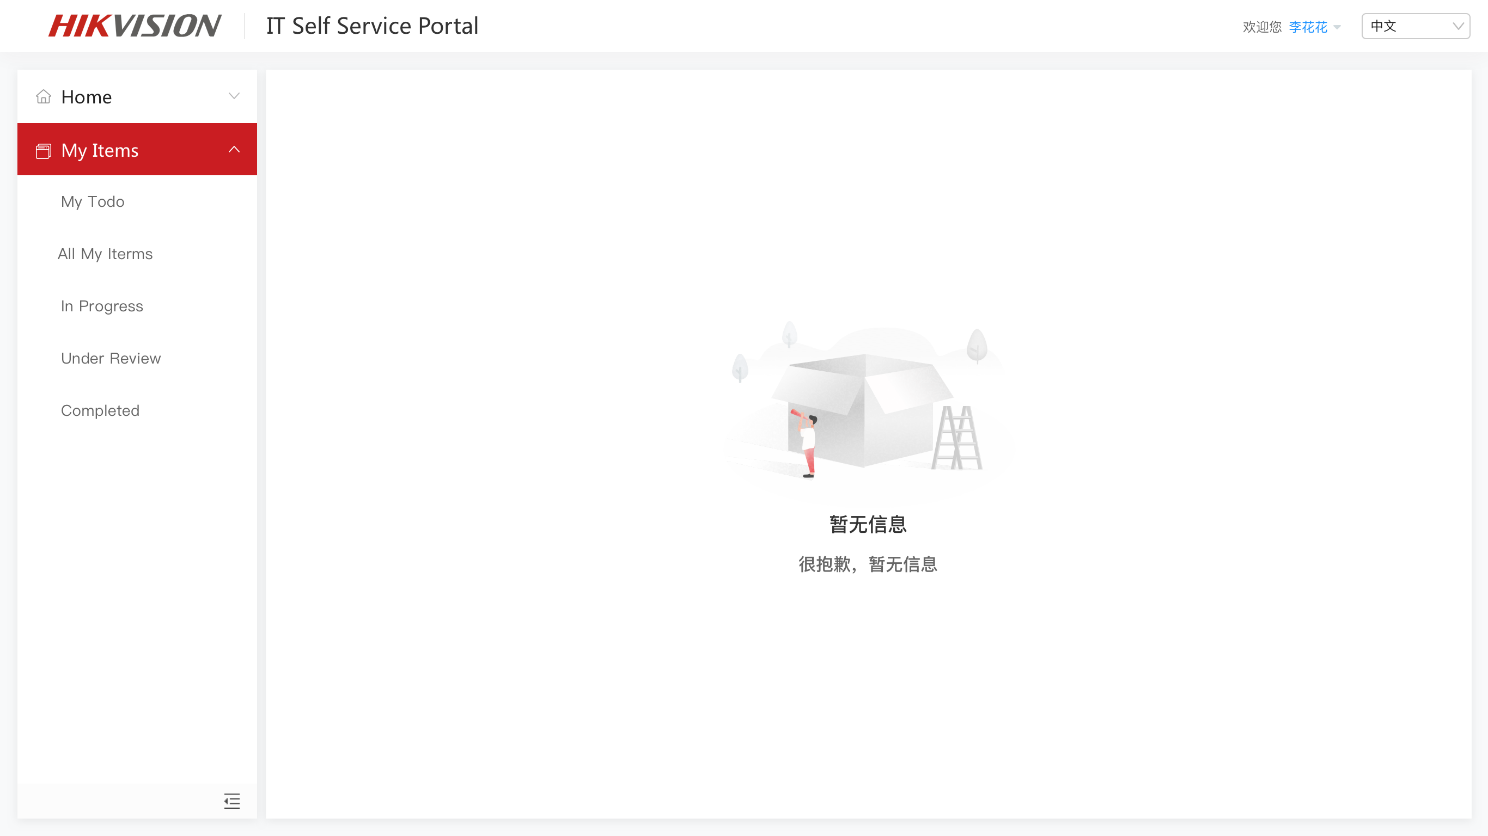 HIKVISION
IT Self Service Portal
欢迎您 李花花
中文
Home
My Items
My Todo
All My Iterms
In Progress
Under Review
Completed
暂无信息
很抱歉，暂无信息